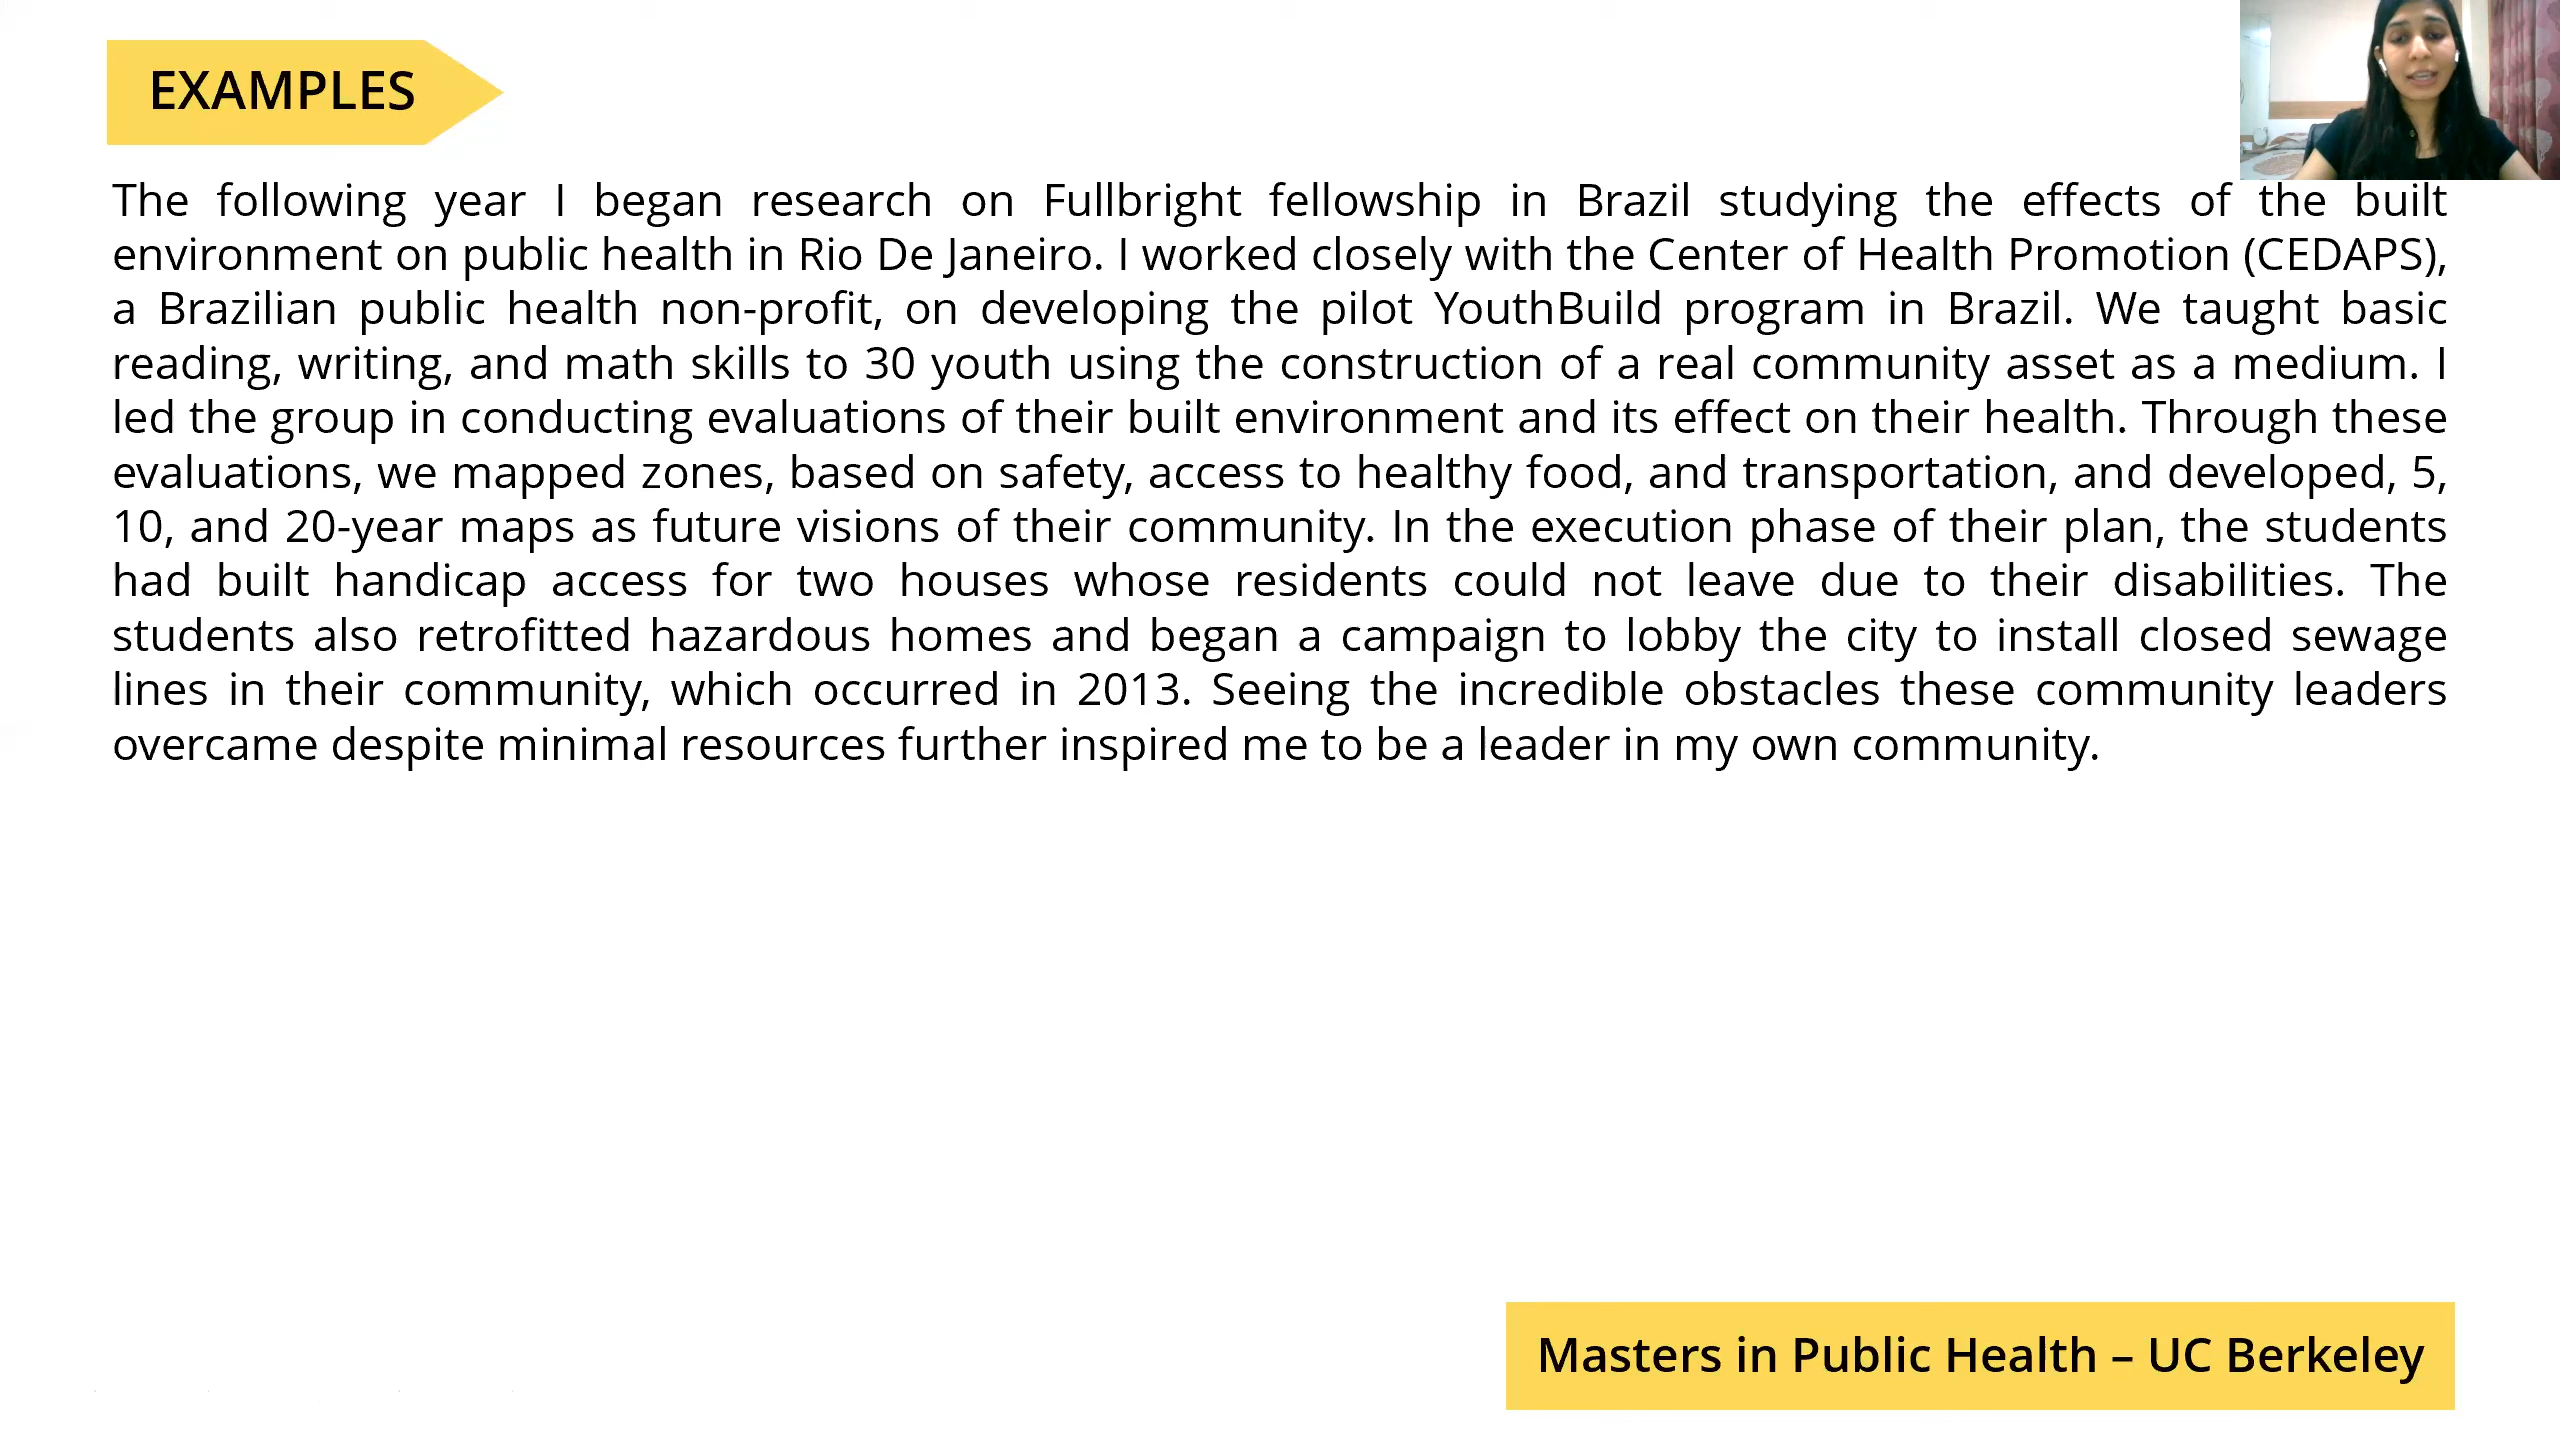 EXAMPLES
The following year I began research on Fullbright fellowship in Brazil studying the effects of the built
environment on public health in Rio De Janeiro. I worked closely with the Center of Health Promotion (CEDAPS),
a Brazilian public health non-profit, on developing the pilot YouthBuild program in Brazil. We taught basic
reading, writing, and math skills to 30 youth using the construction of a real community asset as a medium. I
led the group in conducting evaluations of their built environment and its effect on their health. Through these
evaluations, we mapped zones, based on safety, access to healthy food, and transportation, and developed, 5,
10, and 20-year maps as future visions of their community. In the execution phase of their plan, the students
had built handicap access for two houses whose residents could not leave due to their disabilities. The
students also retrofitted hazardous homes and began a campaign to lobby the city to install closed sewage
lines in their community, which occurred in 2013. Seeing the incredible obstacles these community leaders
overcame despite minimal resources further inspired me to be a leader in my own community.
Masters in Public Health – UC Berkeley